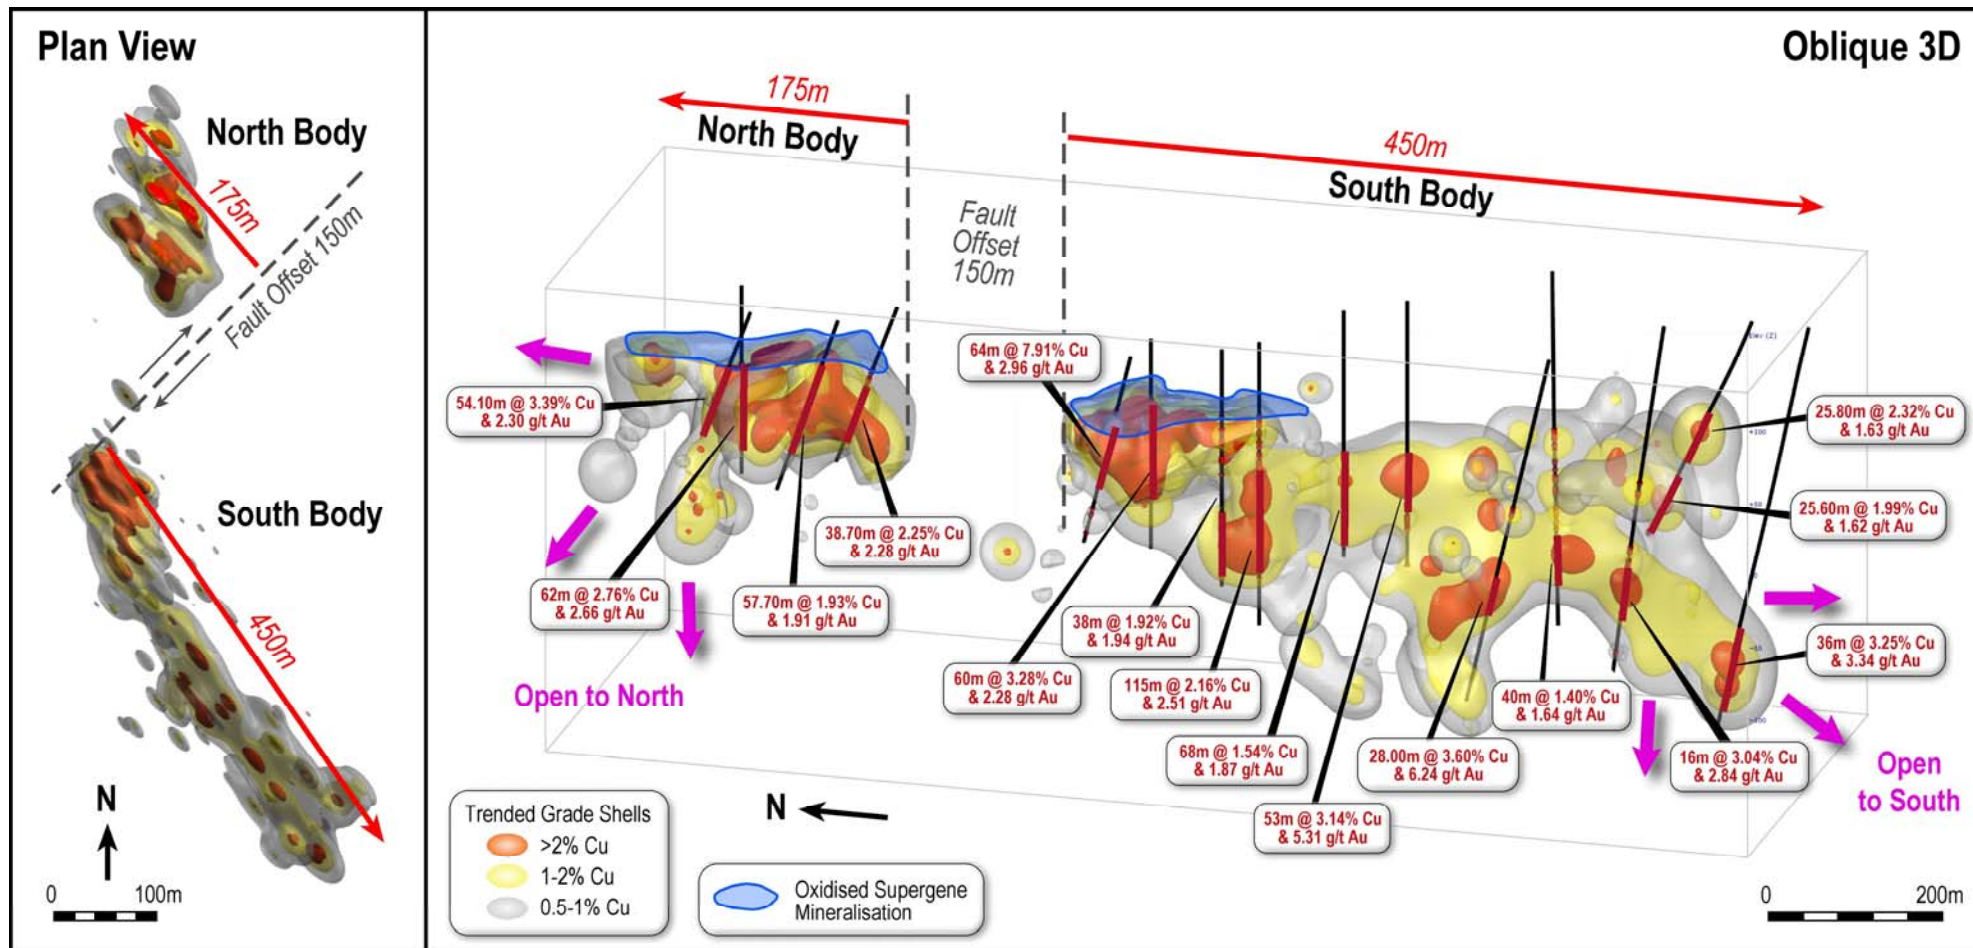 Plan View
North Body
175m
Fault Offset 150m
South Body
450m
N
0 100m
Oblique 3D
175m
North Body
450m
South Body
Fault
Offset
150m
64m @ 7.91% Cu
& 2.96 g/t Au
54.10m @ 3.39% Cu
& 2.30 g/t Au
25.80m @ 2.32% Cu
& 1.63 g/t Au
25.60m @ 1.99% Cu
& 1.62 g/t Au
38.70m @ 2.25% Cu
& 2.28 g/t Au
62m @ 2.76% Cu
& 2.66 g/t Au
57.70m @ 1.93% Cu
& 1.91 g/t Au
38m @ 1.92% Cu
& 1.94 g/t Au
36m @ 3.25% Cu
& 3.34 g/t Au
60m @ 3.28% Cu
& 2.28 g/t Au
115m @ 2.16% Cu
& 2.51 g/t Au
40m @ 1.40% Cu
& 1.64 g/t Au
68m @ 1.54% Cu
& 1.87 g/t Au
28.00m @ 3.60% Cu
& 6.24 g/t Au
16m @ 3.04% Cu
& 2.84 g/t Au
53m @ 3.14% Cu
& 5.31 g/t Au
Open to North
Open
to South
N
Trended Grade Shells
>2% Cu
1-2% Cu
0.5-1% Cu
Oxidised Supergene
Mineralisation
0 200m
+100